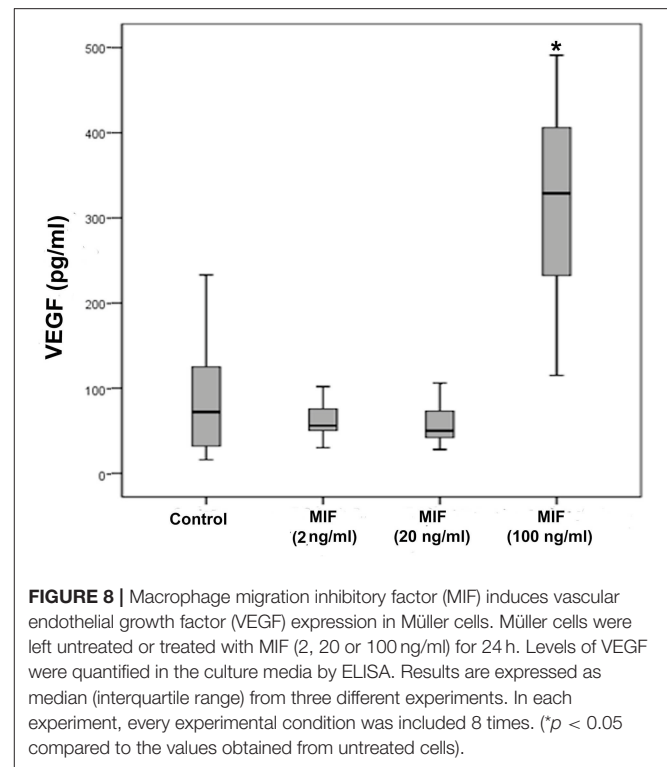 500
*
400
300
VEGF (pg/ml)
200
100
0
Control MIF MIF MIF
(2 ng/ml) (20 ng/ml) (100 ng/ml)
FIGURE 8 | Macrophage migration inhibitory factor (MIF) induces vascular
endothelial growth factor (VEGF) expression in Müller cells. Müller cells were
left untreated or treated with MIF (2, 20 or 100 ng/ml) for 24 h. Levels of VEGF
were quantified in the culture media by ELISA. Results are expressed as
median (interquartile range) from three different experiments. In each
experiment, every experimental condition was included 8 times. (*p < 0.05
compared to the values obtained from untreated cells).